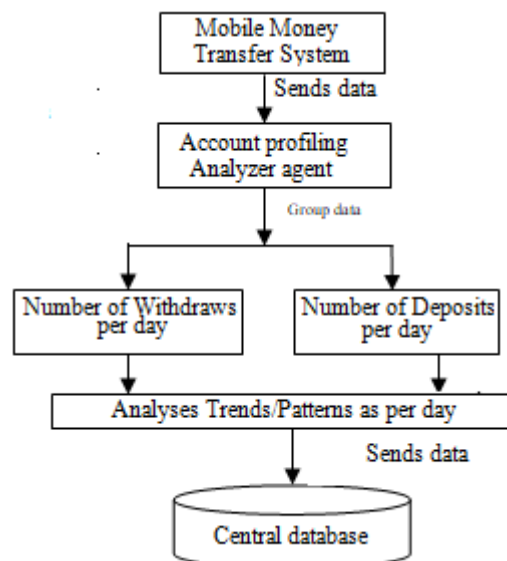 Mobile Money
Transfer System
Sends data
Account profiling
Analyzer agent
Group data
Number of Withdraws
per day
Number of Deposits
per day
Analyses Trends/Patterns as per day
Sends data
Central database